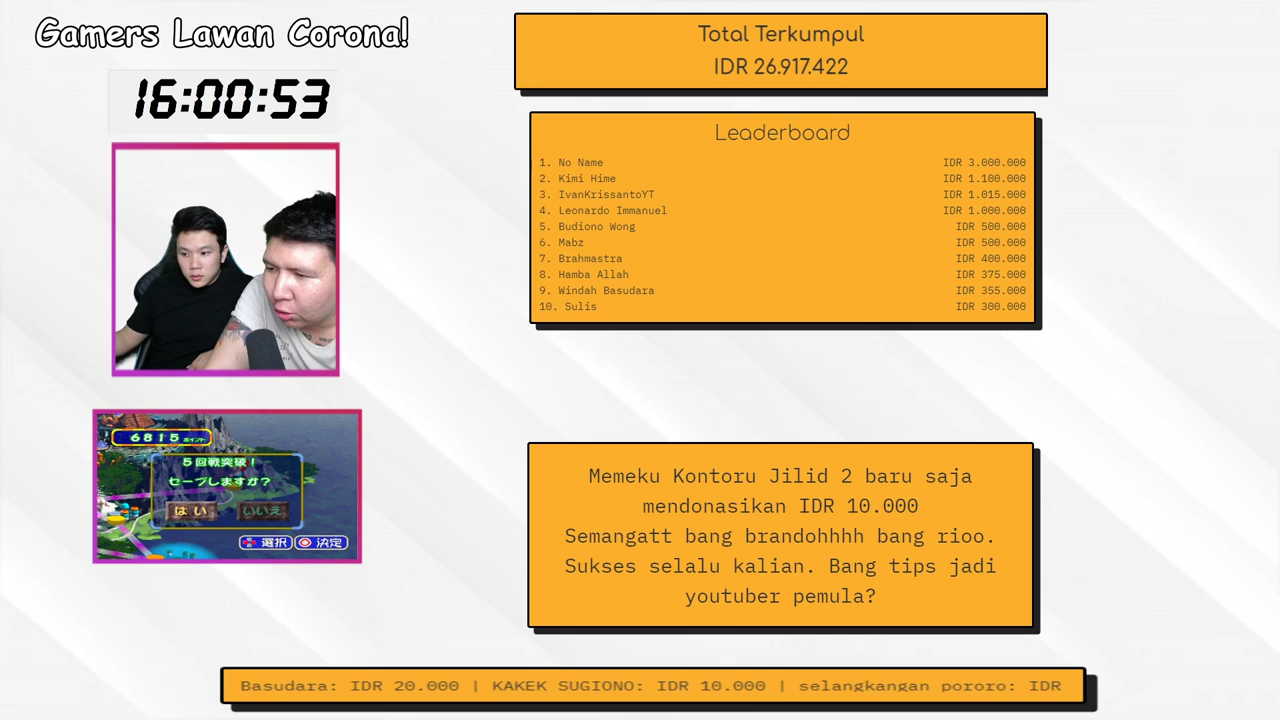 Gamers Lawan Corona!
16:00:53
Total Terkumpul
IDR 26.917.422
Leaderboard
1. No Name IDR 3.000.000
2. Kimi Hime IDR 1.100.000
3. IvanKrissantoYT IDR 1.015.000
4. Leonardo Immanuel IDR 1.000.000
5. Budiono Wong IDR 500.000
6. Mabz IDR 500.000
7. Brahmastra IDR 400.000
8. Hamba Allah IDR 375.000
9. Windah Basudara IDR 355.000
10. Sulis IDR 300.000
6815 ポイント
5回戦突破!
セーブしますか?
はい いいえ
選択 決定
Memeku Kontoru Jilid 2 baru saja
mendonasikan IDR 10.000
Semangatt bang brandohhhh bang rioo.
Sukses selalu kalian. Bang tips jadi
youtuber pemula?
Basudara: IDR 20.000 | KAKEK SUGIONO: IDR 10.000 | selangkangan pororo: IDR